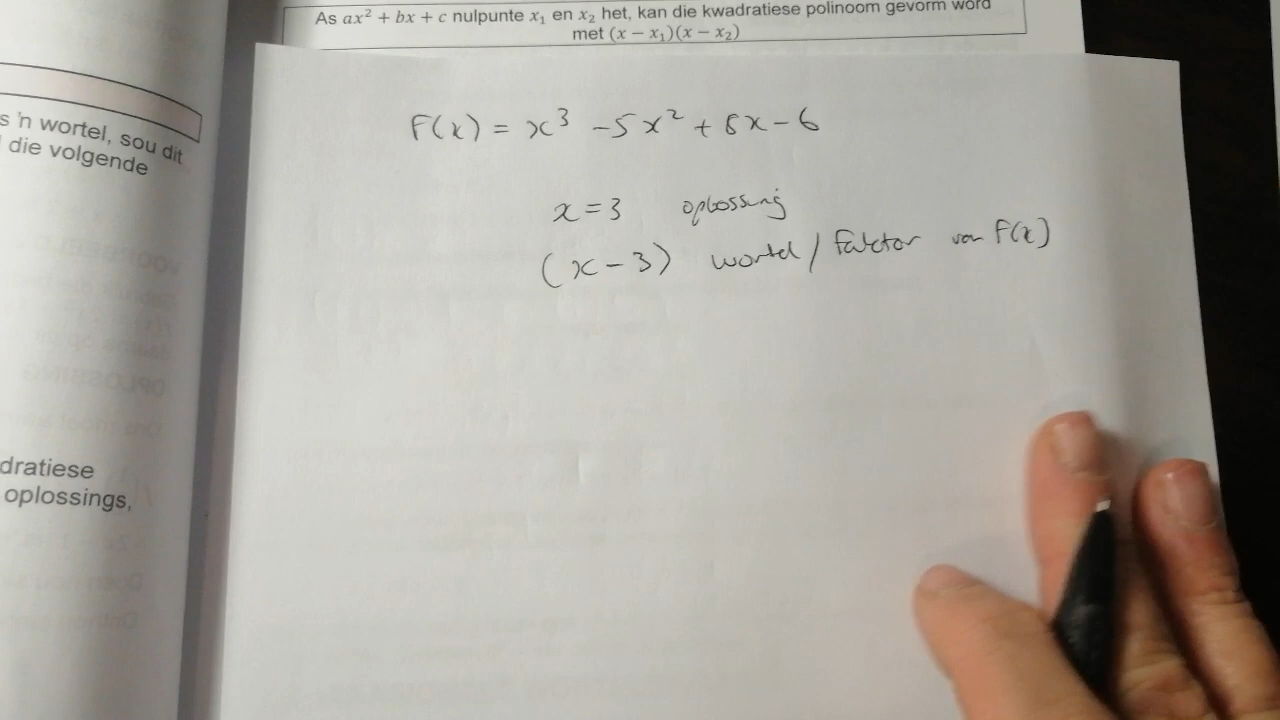 As ax² + bx + c nulpunte x₁ en x₂ het, kan die kwadratiese polinoom gevorm word
met (x − x₁)(x − x₂)
s 'n wortel, sou dit
die volgende
dratiese
oplossings,
F(x) = x³ - 5x² + 8x - 6
x = 3 oplossing
(x - 3) wortel / faktor van F(x)